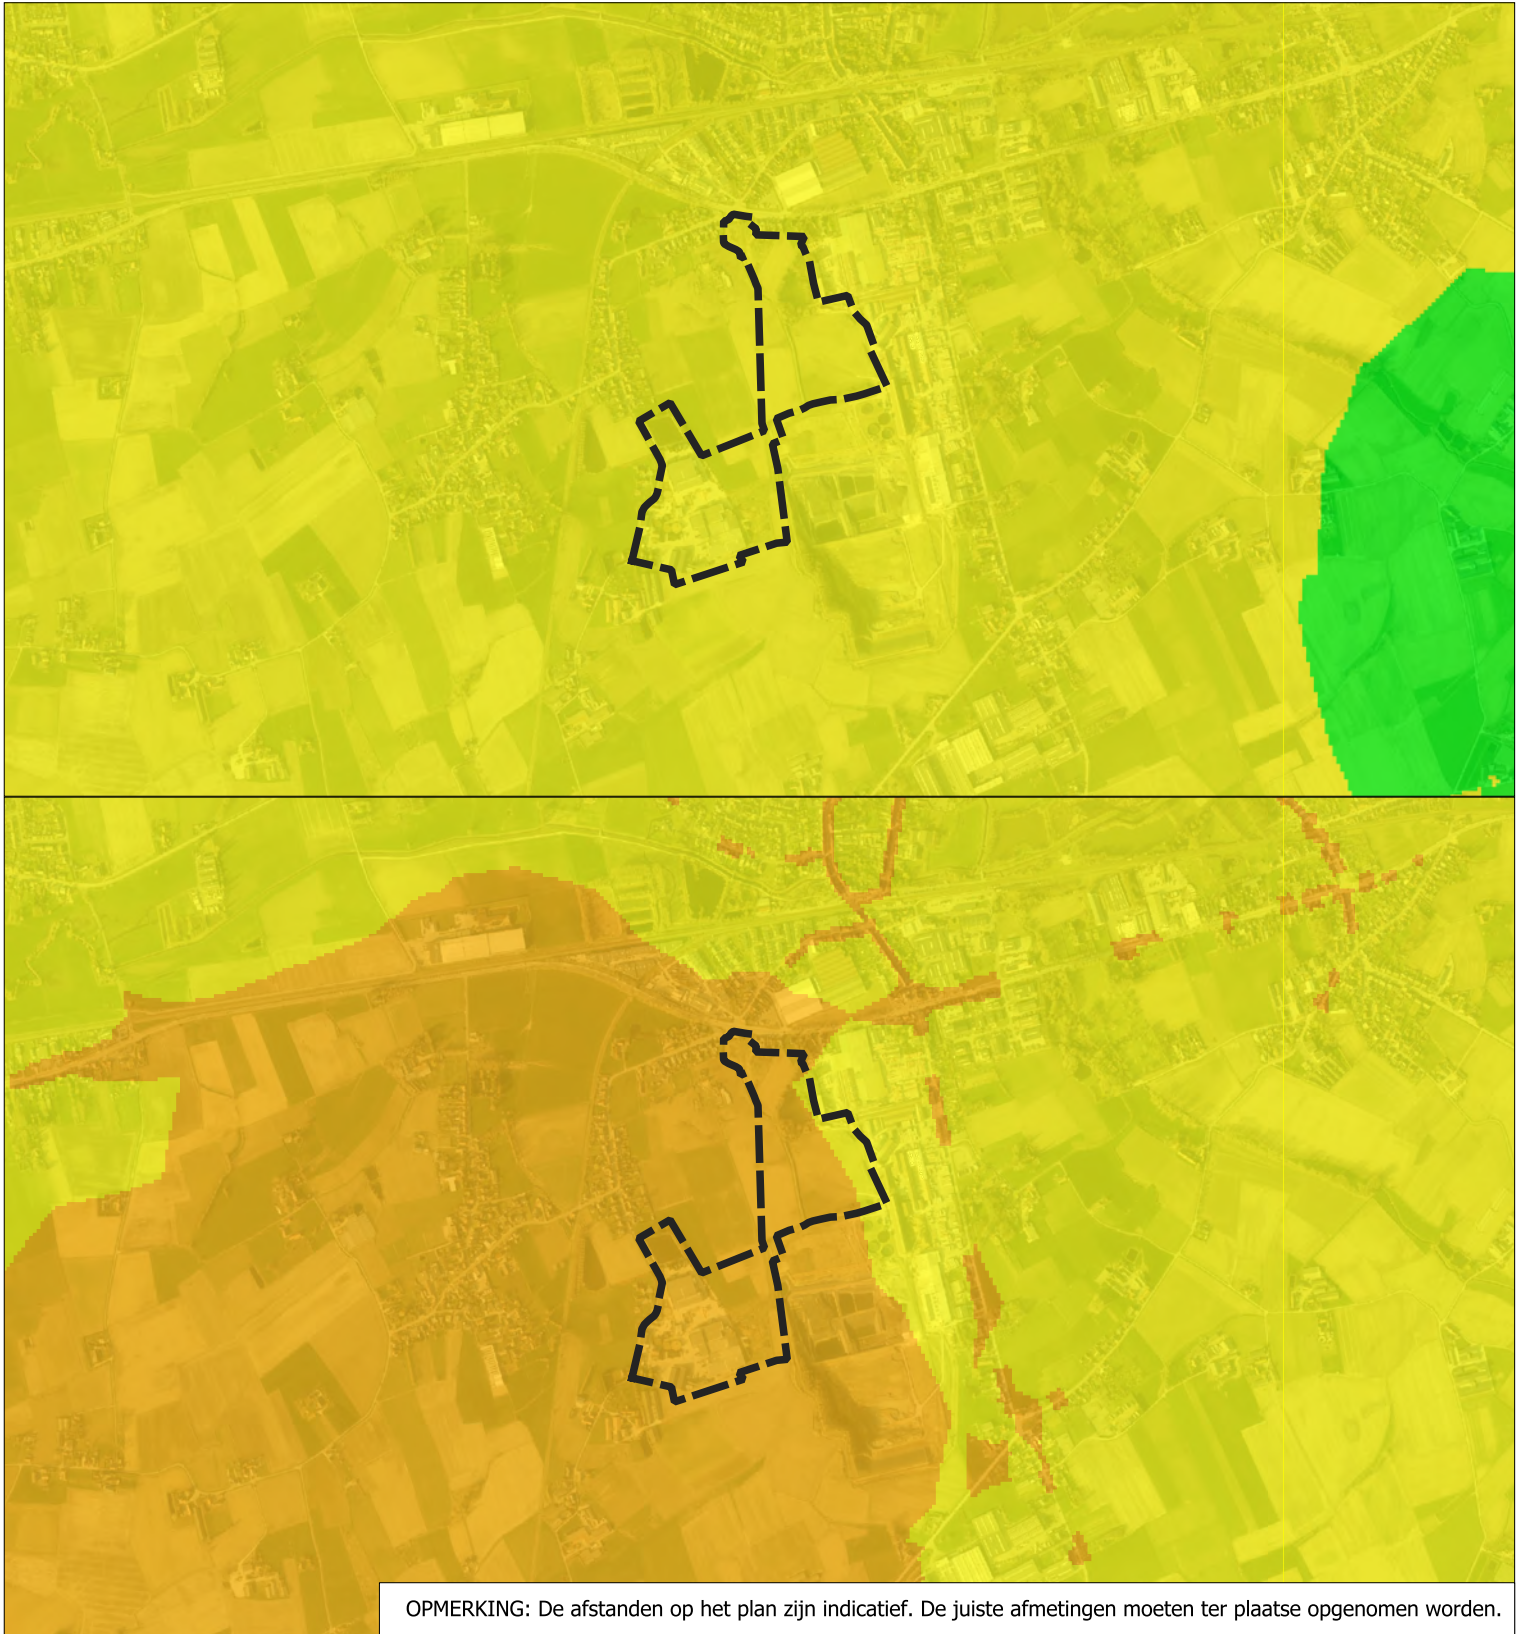 OPMERKING: De afstanden op het plan zijn indicatief. De juiste afmetingen moeten ter plaatse opgenomen worden.